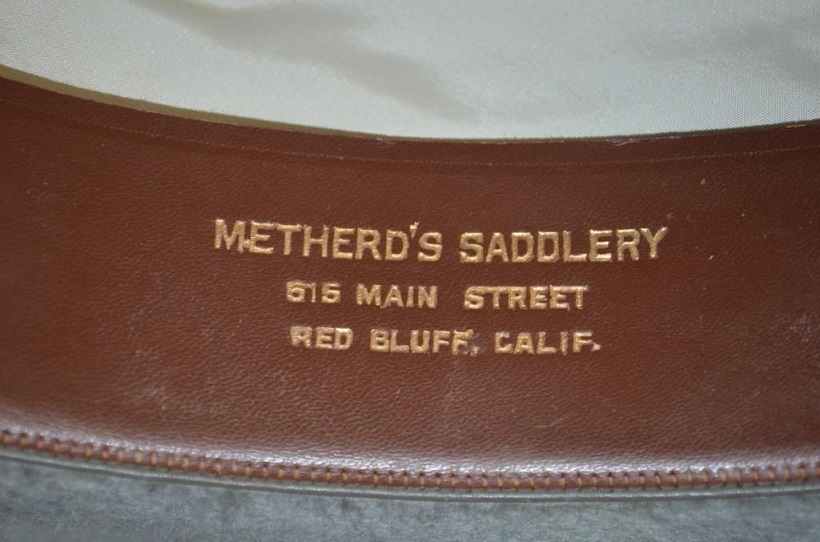 METHERD'S SADDLERY
615 MAIN STREET
RED BLUFF, CALIF.